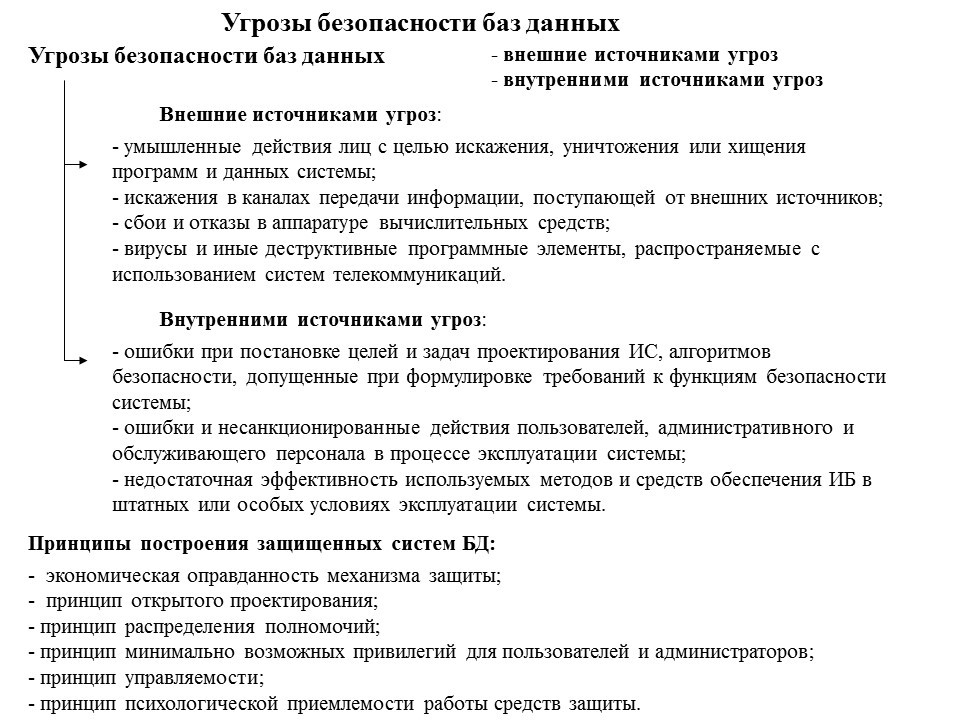 Угрозы безопасности баз данных
Угрозы безопасности баз данных
- внешние источниками угроз
- внутренними источниками угроз
Внешние источниками угроз:
- умышленные действия лиц с целью искажения, уничтожения или хищения
программ и данных системы;
- искажения в каналах передачи информации, поступающей от внешних источников;
- сбои и отказы в аппаратуре вычислительных средств;
- вирусы и иные деструктивные программные элементы, распространяемые с
использованием систем телекоммуникаций.
Внутренними источниками угроз:
- ошибки при постановке целей и задач проектирования ИС, алгоритмов
безопасности, допущенные при формулировке требований к функциям безопасности
системы;
- ошибки и несанкционированные действия пользователей, административного и
обслуживающего персонала в процессе эксплуатации системы;
- недостаточная эффективность используемых методов и средств обеспечения ИБ в
штатных или особых условиях эксплуатации системы.
Принципы построения защищенных систем БД:
- экономическая оправданность механизма защиты;
- принцип открытого проектирования;
- принцип распределения полномочий;
- принцип минимально возможных привилегий для пользователей и администраторов;
- принцип управляемости;
- принцип психологической приемлемости работы средств защиты.